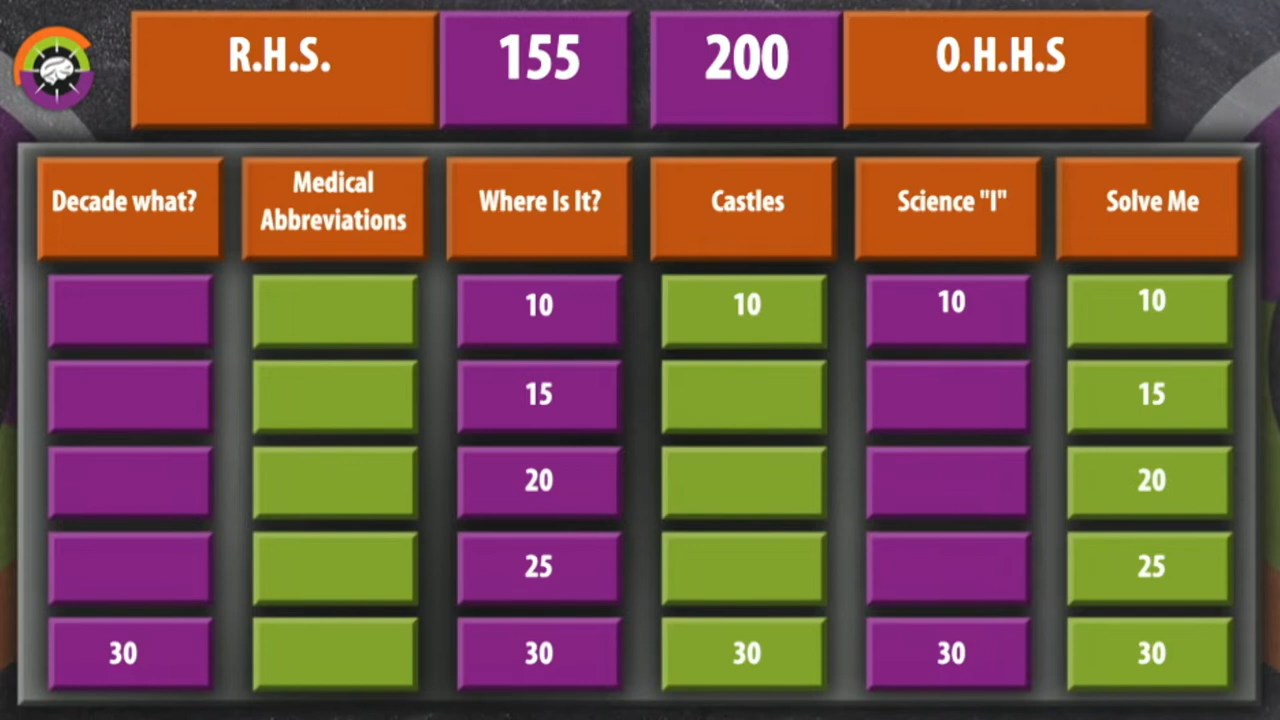 R.H.S. 155 200 O.H.H.S
Decade what? Medical Abbreviations Where Is It? Castles Science "I" Solve Me
10 10 10 10
15 15
20 20
25 25
30 30 30 30 30